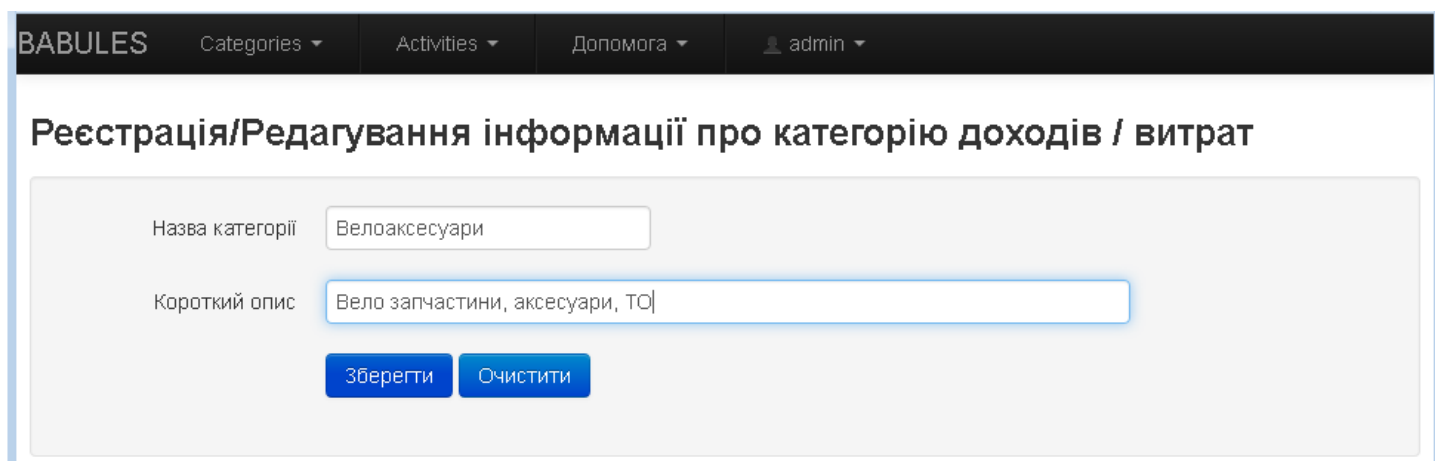 BABULES Categories Activities Допомога admin
Реєстрація/Редагування інформації про категорію доходів / витрат
Назва категорії Велоаксесуари
Короткий опис Вело запчастини, аксесуари, ТО
Зберегти Очистити